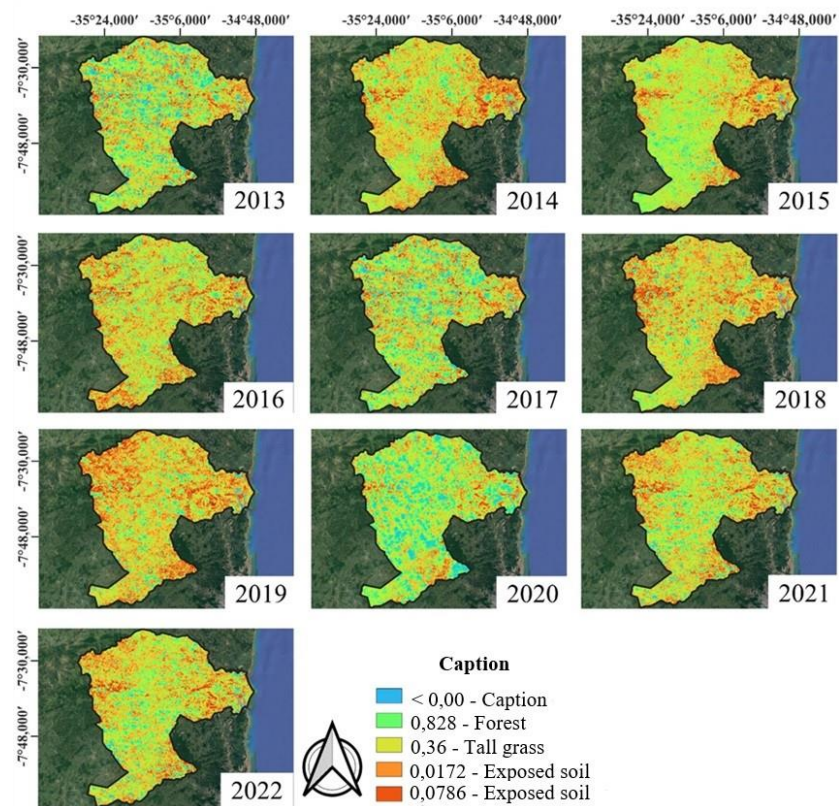 -35°24,000' -35°6,000' -34°48,000' -35°24,000' -35°6,000' -34°48,000' -35°24,000' -35°6,000' -34°48,000'
-7°30,000'
-7°48,000'
2013 2014 2015
-7°30,000'
-7°48,000'
2016 2017 2018
-7°30,000'
-7°48,000'
2019 2020 2021
-7°30,000'
-7°48,000'
2022
Caption
< 0,00 - Caption
0,828 - Forest
0,36 - Tall grass
0,0172 - Exposed soil
0,0786 - Exposed soil